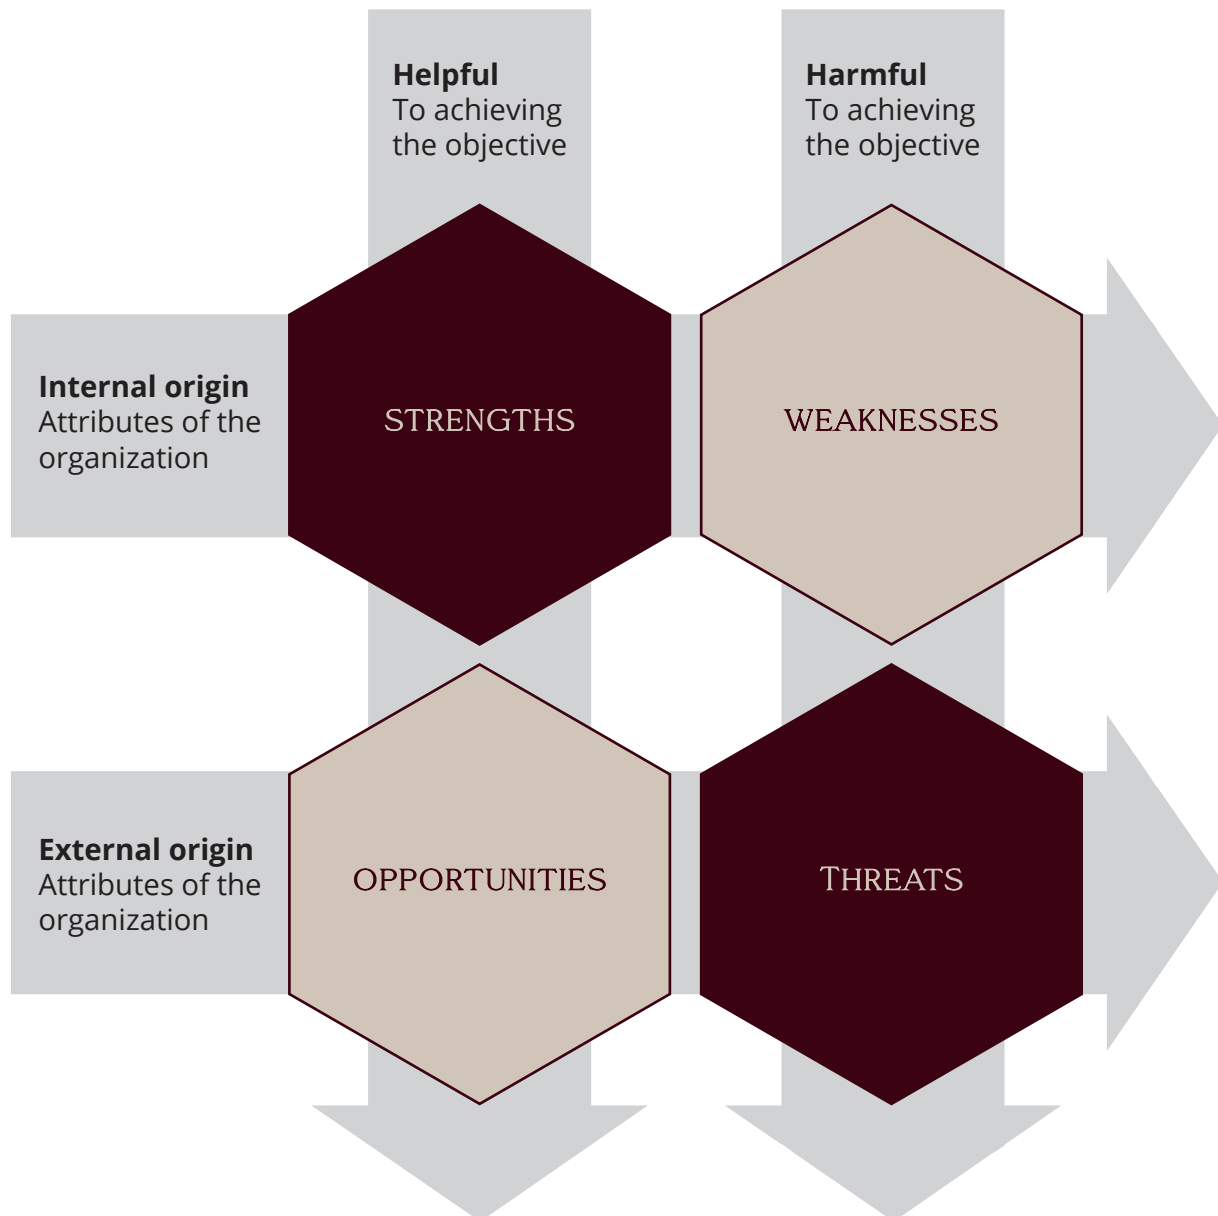 Helpful
To achieving
the objective
Harmful
To achieving
the objective
Internal origin
Attributes of the
organization
STRENGTHS
WEAKNESSES
External origin
Attributes of the
organization
OPPORTUNITIES
THREATS